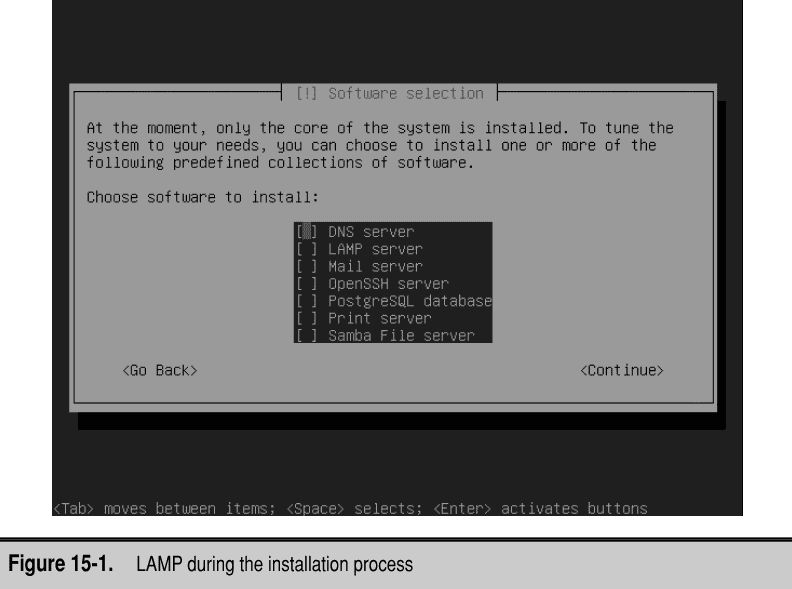 [!] Software selection
At the moment, only the core of the system is installed. To tune the
system to your needs, you can choose to install one or more of the
following predefined collections of software.
Choose software to install:
[ ] DNS server
[ ] LAMP server
[ ] Mail server
[ ] OpenSSH server
[ ] PostgreSQL database
[ ] Print server
[ ] Samba File server
<Go Back> <Continue>
<Tab> moves between items; <Space> selects; <Enter> activates buttons
Figure 15-1. LAMP during the installation process